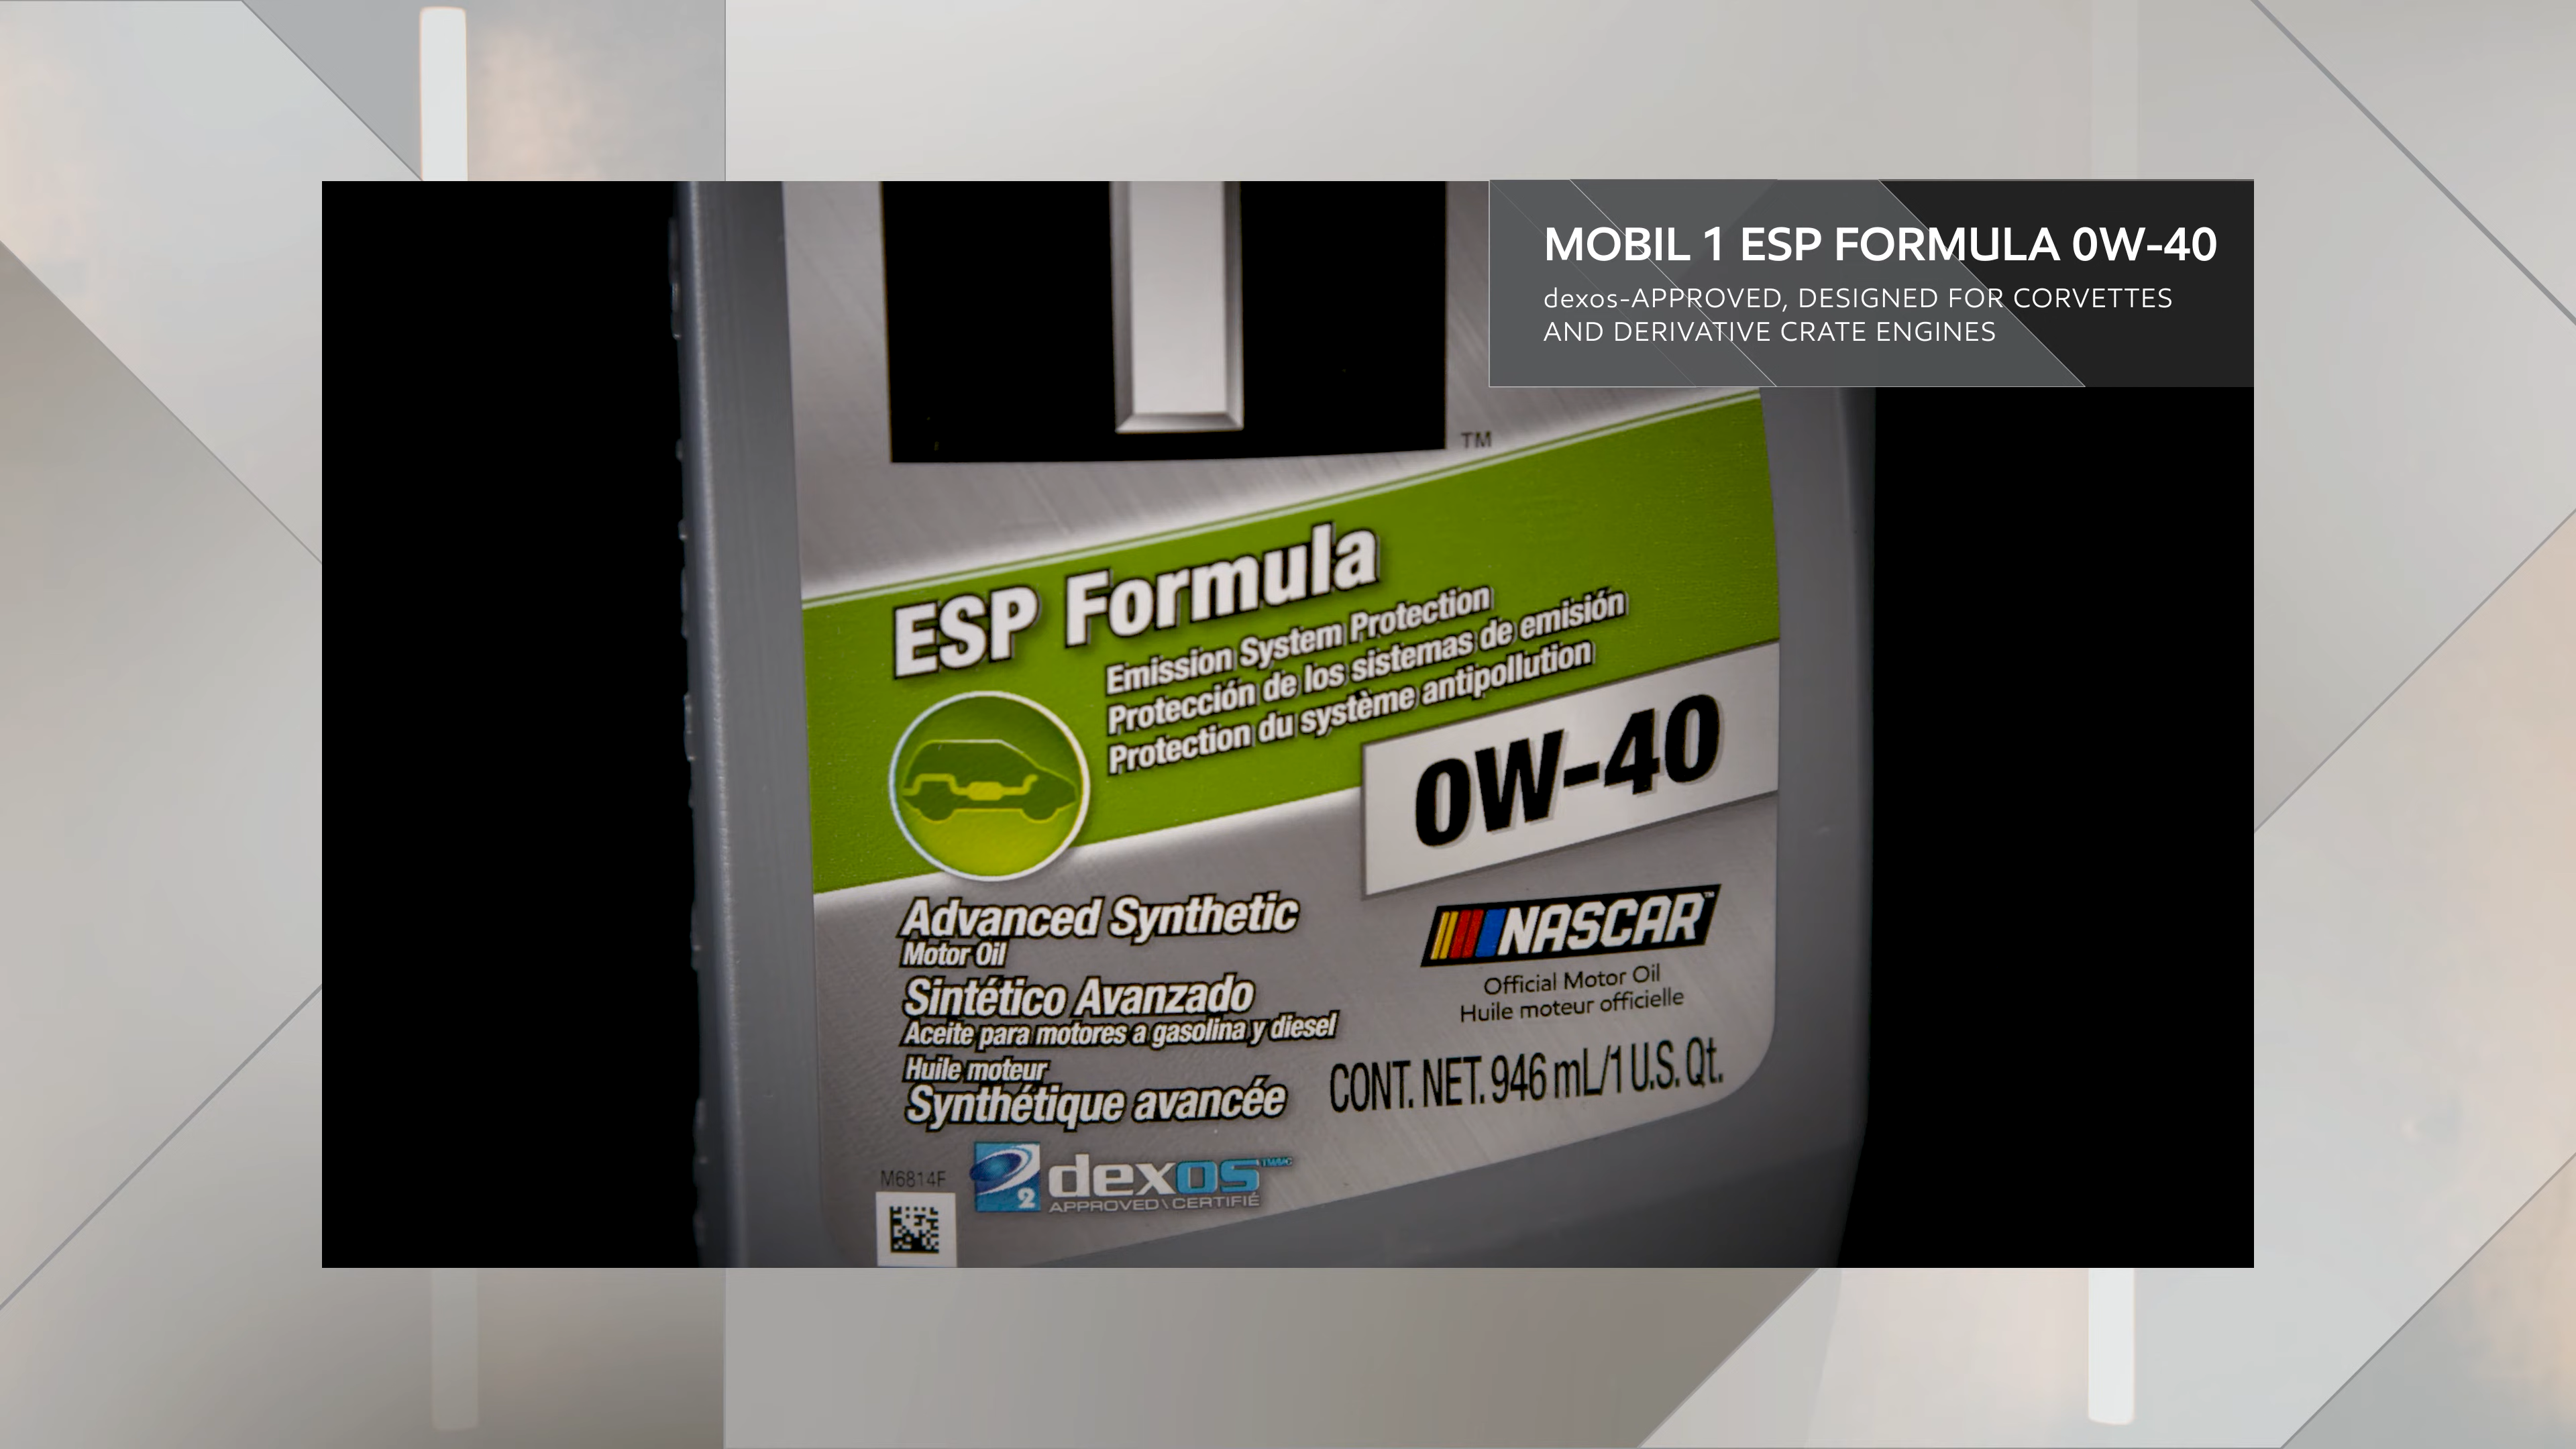 MOBIL 1 ESP FORMULA 0W-40
dexos-APPROVED, DESIGNED FOR CORVETTES
AND DERIVATIVE CRATE ENGINES
TM
ESP Formula
Emission System Protection
Protección de los sistemas de emisión
Protection du système antipollution
0W-40
Advanced Synthetic
Motor Oil
Sintético Avanzado
Aceite para motores a gasolina y diesel
Huile moteur
Synthétique avancée
NASCAR
Official Motor Oil
Huile moteur officielle
CONT. NET. 946 mL/1 U.S. Qt.
M6814F
2
dexos
APPROVED\CERTIFIÉ